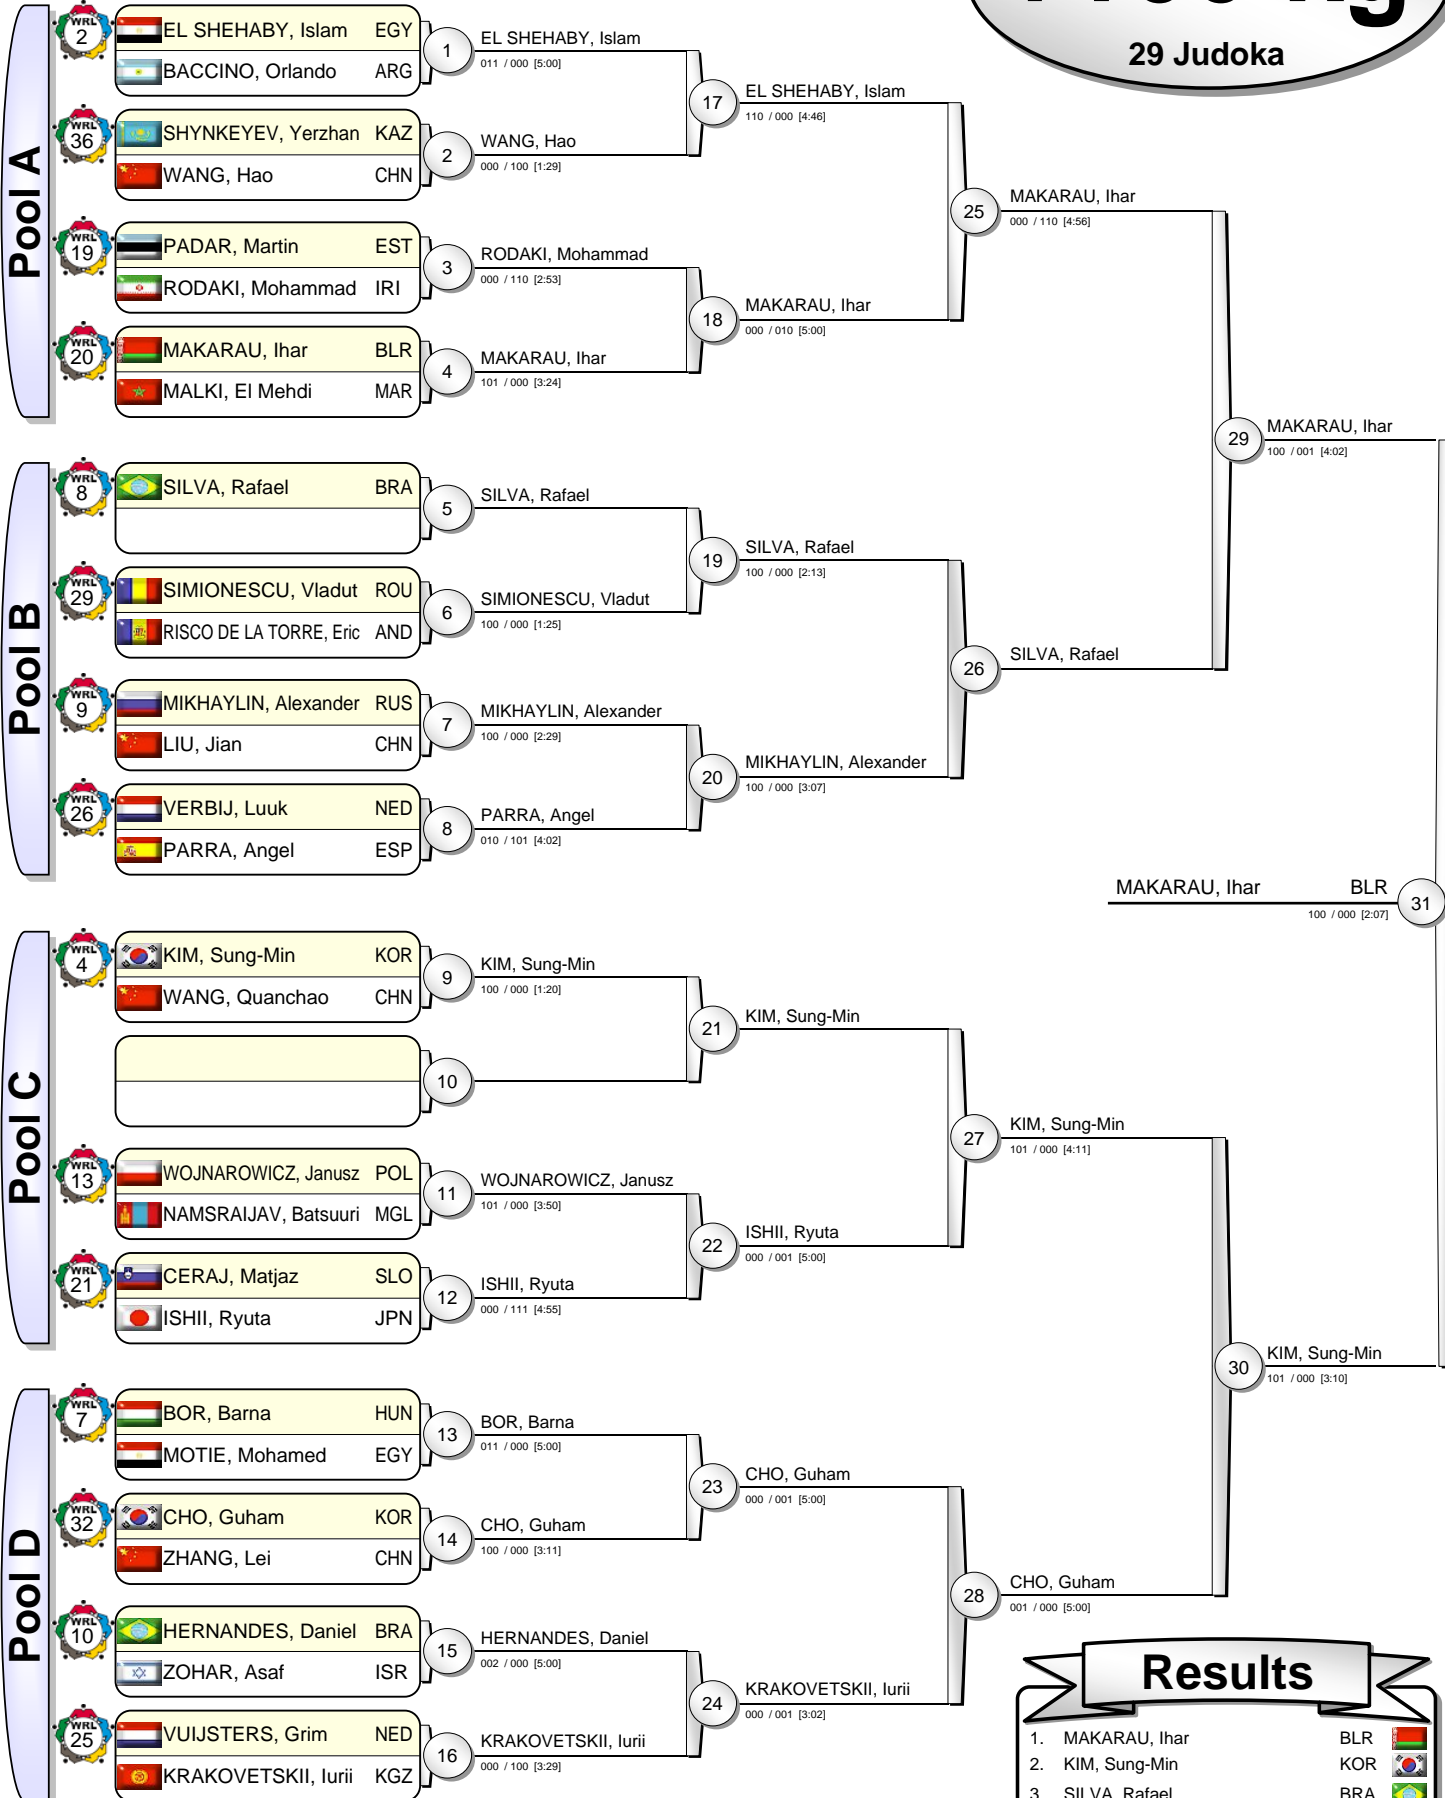 29 Judoka
Pool A
WRL 2
EL SHEHABY, Islam EGY
BACCINO, Orlando ARG
1
EL SHEHABY, Islam
011 / 000 [5:00]
WRL 36
SHYNKEYEV, Yerzhan KAZ
WANG, Hao CHN
2
WANG, Hao
000 / 100 [1:29]
17
EL SHEHABY, Islam
110 / 000 [4:46]
WRL 19
PADAR, Martin EST
RODAKI, Mohammad IRI
3
RODAKI, Mohammad
000 / 110 [2:53]
WRL 20
MAKARAU, Ihar BLR
MALKI, El Mehdi MAR
4
MAKARAU, Ihar
101 / 000 [3:24]
18
MAKARAU, Ihar
000 / 010 [5:00]
25
MAKARAU, Ihar
000 / 110 [4:56]
Pool B
WRL 8
SILVA, Rafael BRA
5
SILVA, Rafael
WRL 29
SIMIONESCU, Vladut ROU
RISCO DE LA TORRE, Eric AND
6
SIMIONESCU, Vladut
100 / 000 [1:25]
19
SILVA, Rafael
100 / 000 [2:13]
WRL 9
MIKHAYLIN, Alexander RUS
LIU, Jian CHN
7
MIKHAYLIN, Alexander
100 / 000 [2:29]
WRL 26
VERBIJ, Luuk NED
PARRA, Angel ESP
8
PARRA, Angel
010 / 101 [4:02]
20
MIKHAYLIN, Alexander
100 / 000 [3:07]
26
SILVA, Rafael
29
MAKARAU, Ihar
100 / 001 [4:02]
MAKARAU, Ihar BLR
100 / 000 [2:07]
31
Pool C
WRL 4
KIM, Sung-Min KOR
WANG, Quanchao CHN
9
KIM, Sung-Min
100 / 000 [1:20]
10
21
KIM, Sung-Min
WRL 13
WOJNAROWICZ, Janusz POL
NAMSRAIJAV, Batsuuri MGL
11
WOJNAROWICZ, Janusz
101 / 000 [3:50]
WRL 21
CERAJ, Matjaz SLO
ISHII, Ryuta JPN
12
ISHII, Ryuta
000 / 111 [4:55]
22
ISHII, Ryuta
000 / 001 [5:00]
27
KIM, Sung-Min
101 / 000 [4:11]
Pool D
WRL 7
BOR, Barna HUN
MOTIE, Mohamed EGY
13
BOR, Barna
011 / 000 [5:00]
WRL 32
CHO, Guham KOR
ZHANG, Lei CHN
14
CHO, Guham
100 / 000 [3:11]
23
CHO, Guham
000 / 001 [5:00]
WRL 10
HERNANDES, Daniel BRA
ZOHAR, Asaf ISR
15
HERNANDES, Daniel
002 / 000 [5:00]
WRL 25
VUIJSTERS, Grim NED
KRAKOVETSKII, Iurii KGZ
16
KRAKOVETSKII, Iurii
000 / 100 [3:29]
24
KRAKOVETSKII, Iurii
000 / 001 [3:02]
28
CHO, Guham
001 / 000 [5:00]
30
KIM, Sung-Min
101 / 000 [3:10]
Results
1. MAKARAU, Ihar BLR
2. KIM, Sung-Min KOR
3. SILVA, Rafael BRA